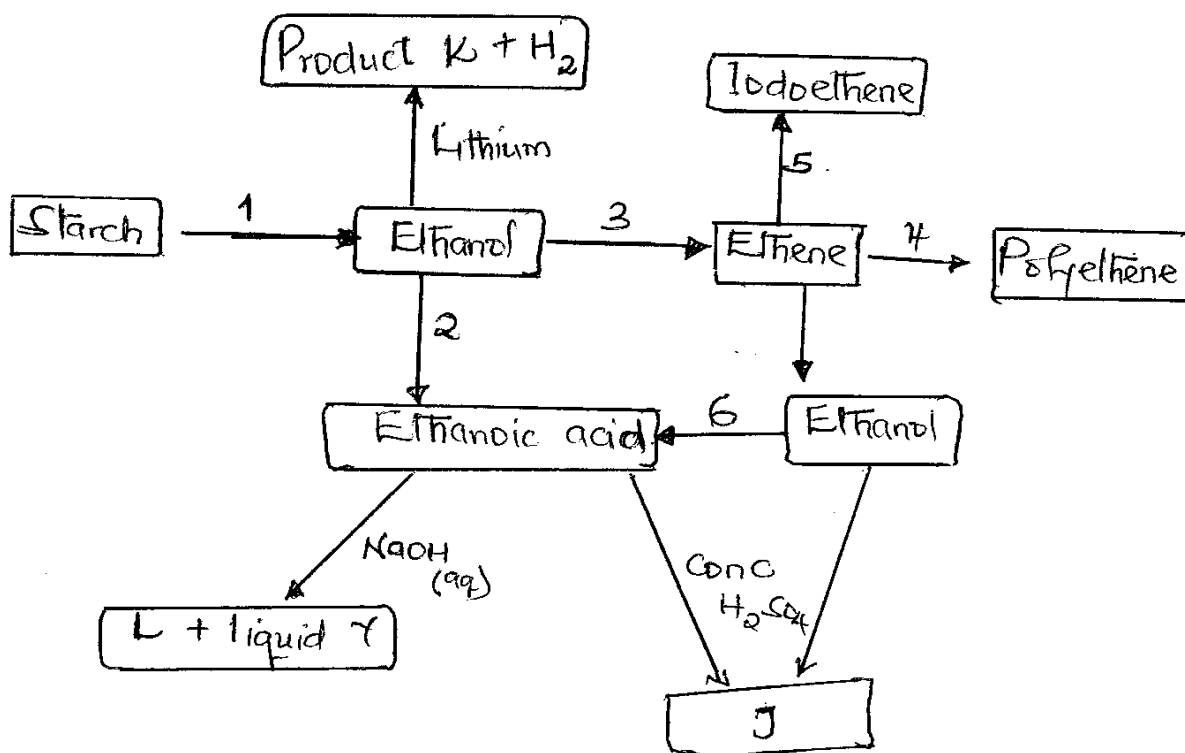 Product K + H2
Iodoethene
Lithium
5
Starch
1
Ethanol
3
Ethene
4
Polyethene
2
Ethanoic acid
6
Ethanol
NaOH
(aq)
Conc
H2SO4
L + liquid Y
J